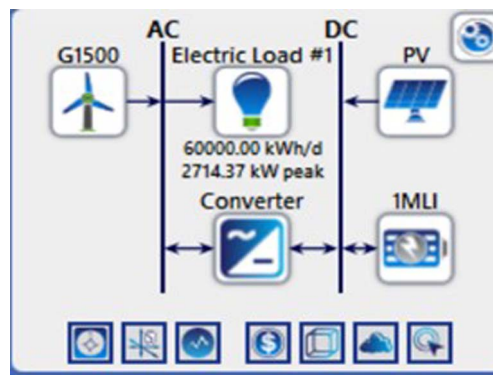 AC DC
G1500 Electric Load #1 PV
60000.00 kWh/d
2714.37 kW peak
Converter 1MLI